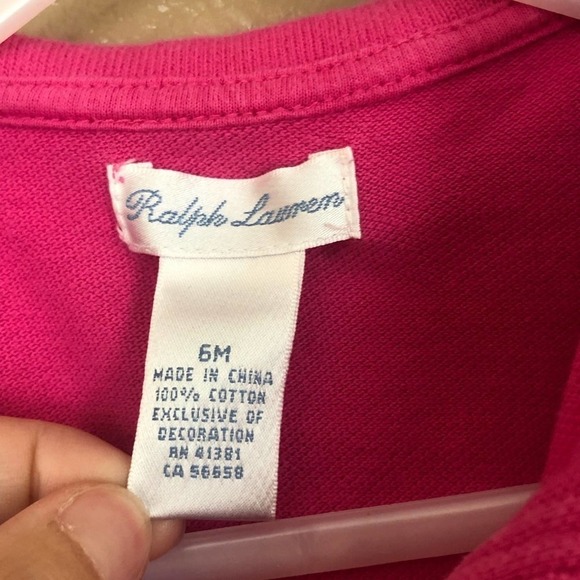 Ralph Lauren
6M
MADE IN CHINA
100% COTTON
EXCLUSIVE OF
DECORATION
RN 41381
CA 56658